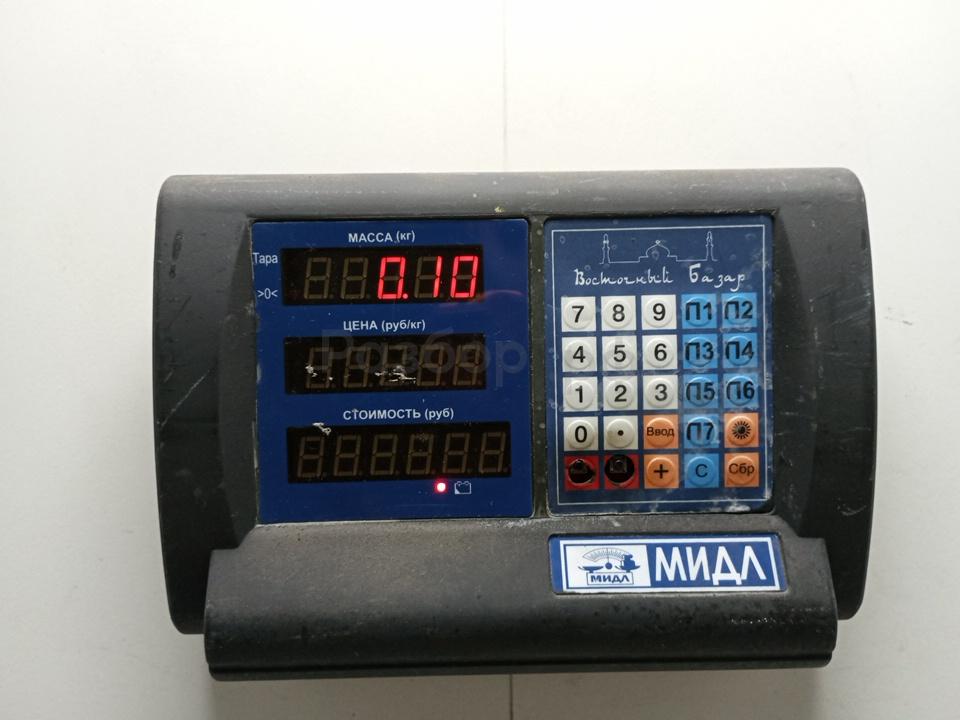 МАССА (кг)
Тара
0.10
>0<
ЦЕНА (руб/кг)
Разбор
СТОИМОСТЬ (руб)
Восточный Базар
7 8 9 П1 П2
4 5 6 П3 П4
1 2 3 П5 П6
0 . Ввод П7
+ С Сбр
МИДЛ
МИДЛ